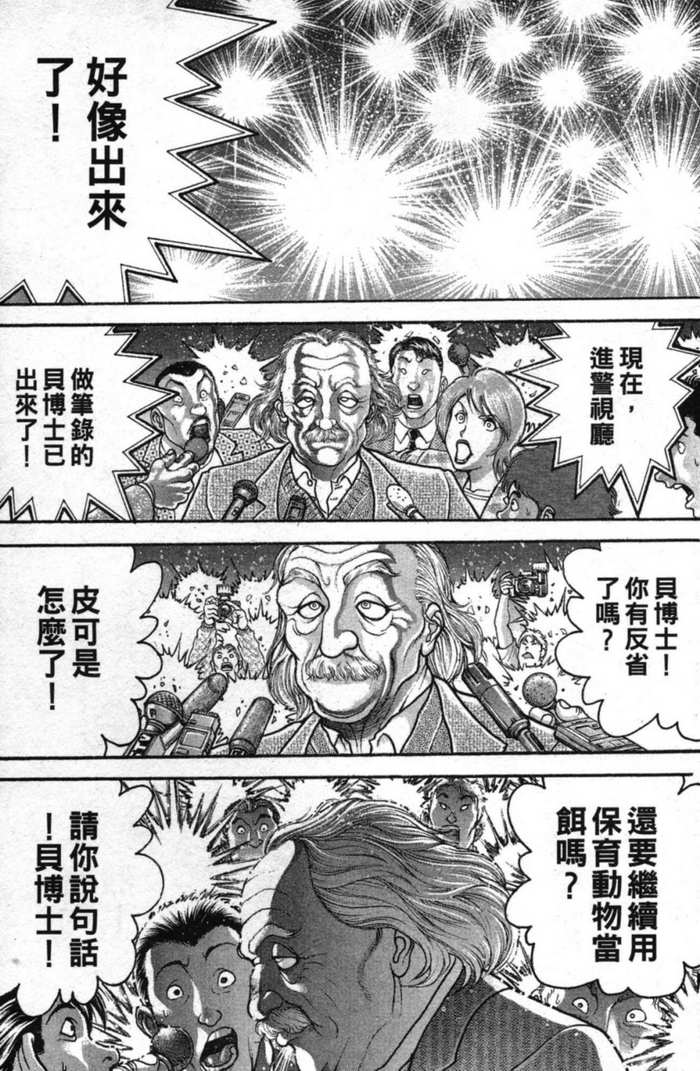 好像出來
了！
現在，
進警視廳
做筆錄的
貝博士已
出來了！
貝博士！
你有反省
了嗎？
皮可是
怎麼了！
還要繼續用
保育動物當
餌嗎？
請你說句話
！貝博士！